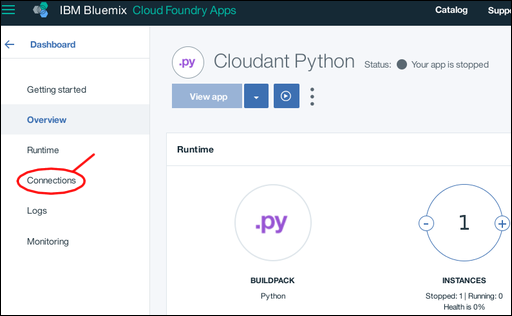 IBM Bluemix Cloud Foundry Apps
Catalog
Suppo
Dashboard
Getting started
Overview
Runtime
Connections
Logs
Monitoring
.py
Cloudant Python
Status: Your app is stopped
View app
Runtime
.py
BUILDPACK
Python
- 1 +
INSTANCES
Stopped: 1 | Running: 0
Health is 0%